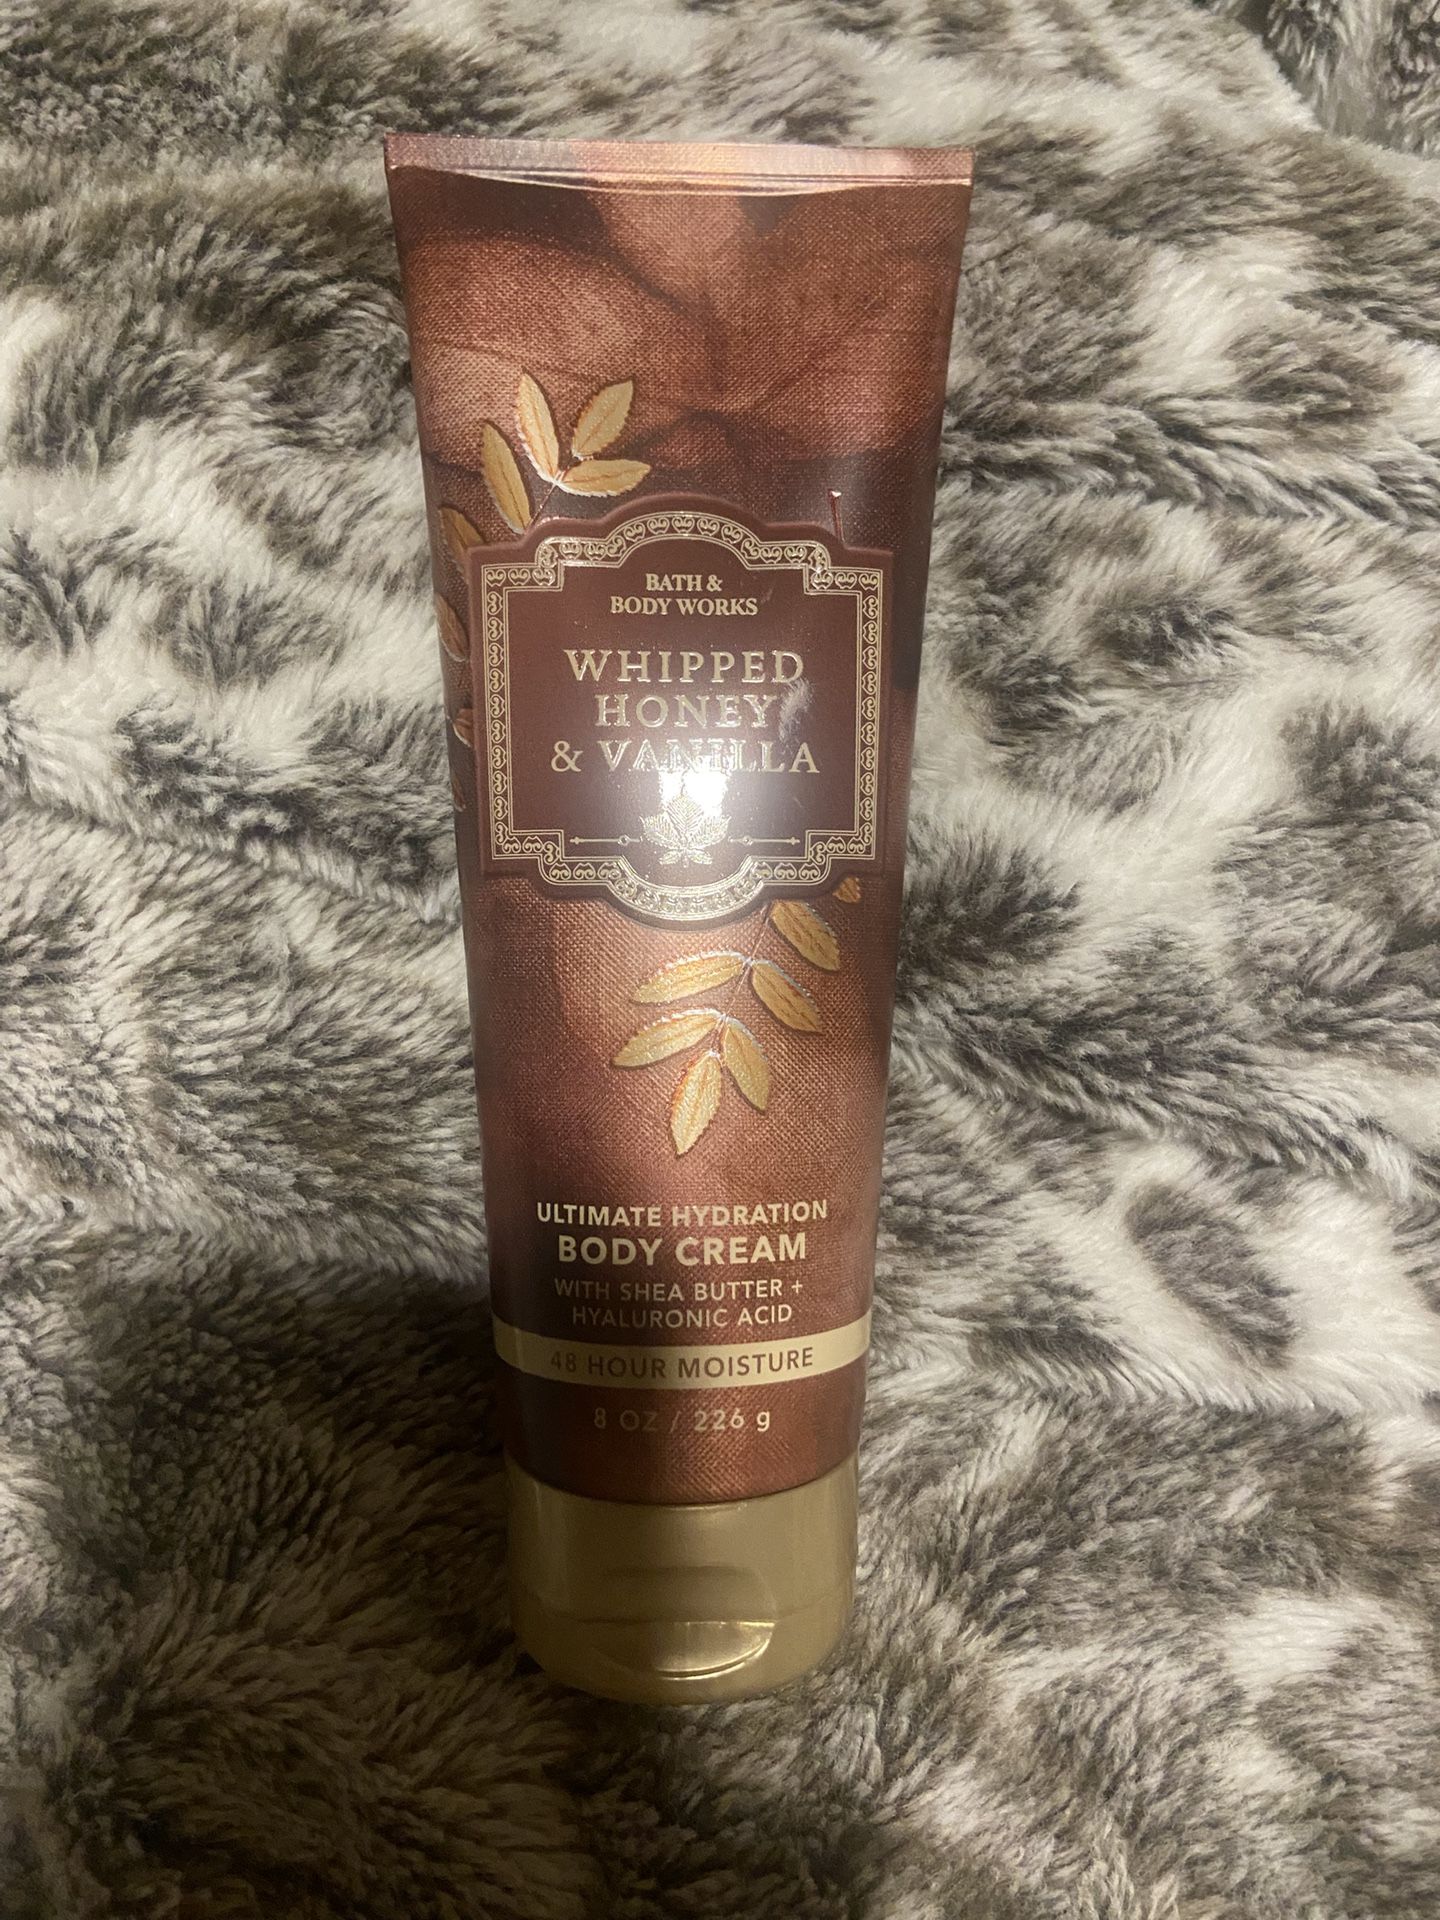 BATH &
BODY WORKS
WHIPPED
HONEY
& VANILLA
ULTIMATE HYDRATION
BODY CREAM
WITH SHEA BUTTER +
HYALURONIC ACID
48 HOUR MOISTURE
8 OZ / 226 g